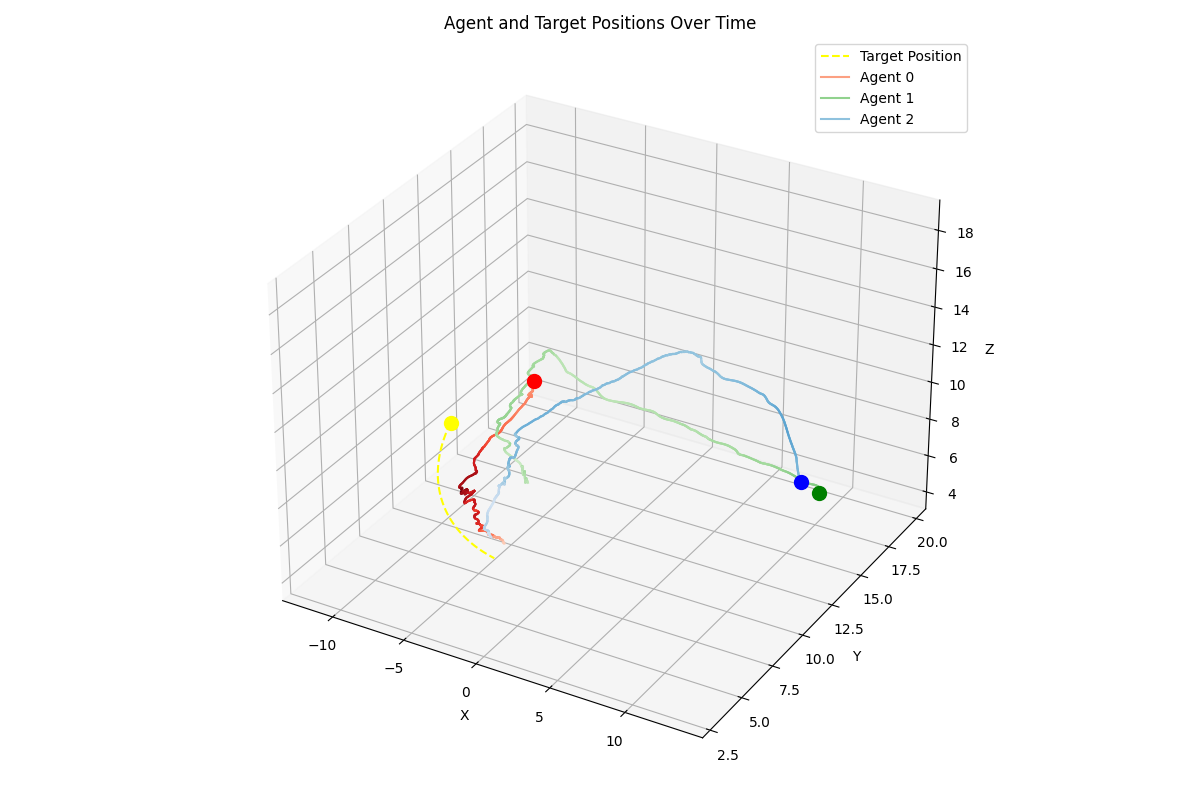 Agent and Target Positions Over Time
Target Position
Agent 0
Agent 1
Agent 2
18
16
14
12
10
8
6
4
Z
20.0
17.5
15.0
12.5
10.0
7.5
5.0
2.5
Y
−10
−5
0
5
10
X